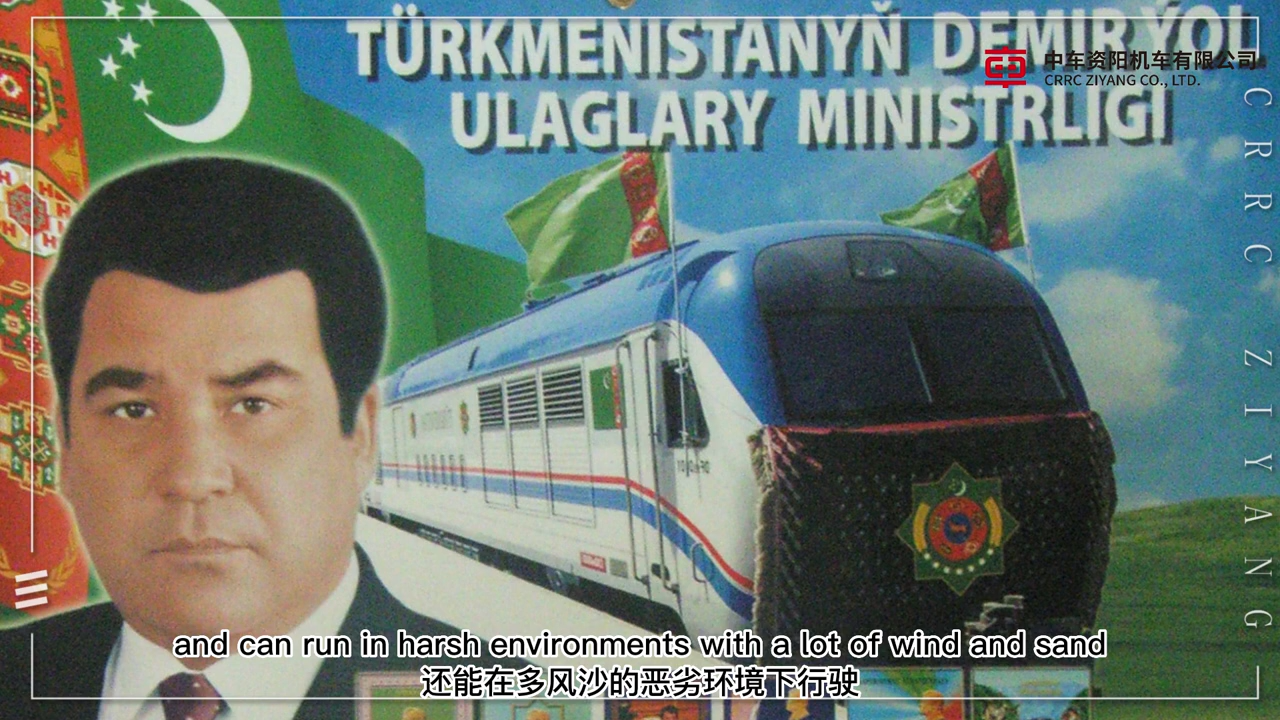 TÜRKMENISTANYŇ DEMIR ÝOL
ULAGLARY MINISTRLIGI
中车资阳机车有限公司
CRRC ZIYANG CO., LTD.
CRRC ZIYANG
and can run in harsh environments with a lot of wind and sand
还能在多风沙的恶劣环境下行驶